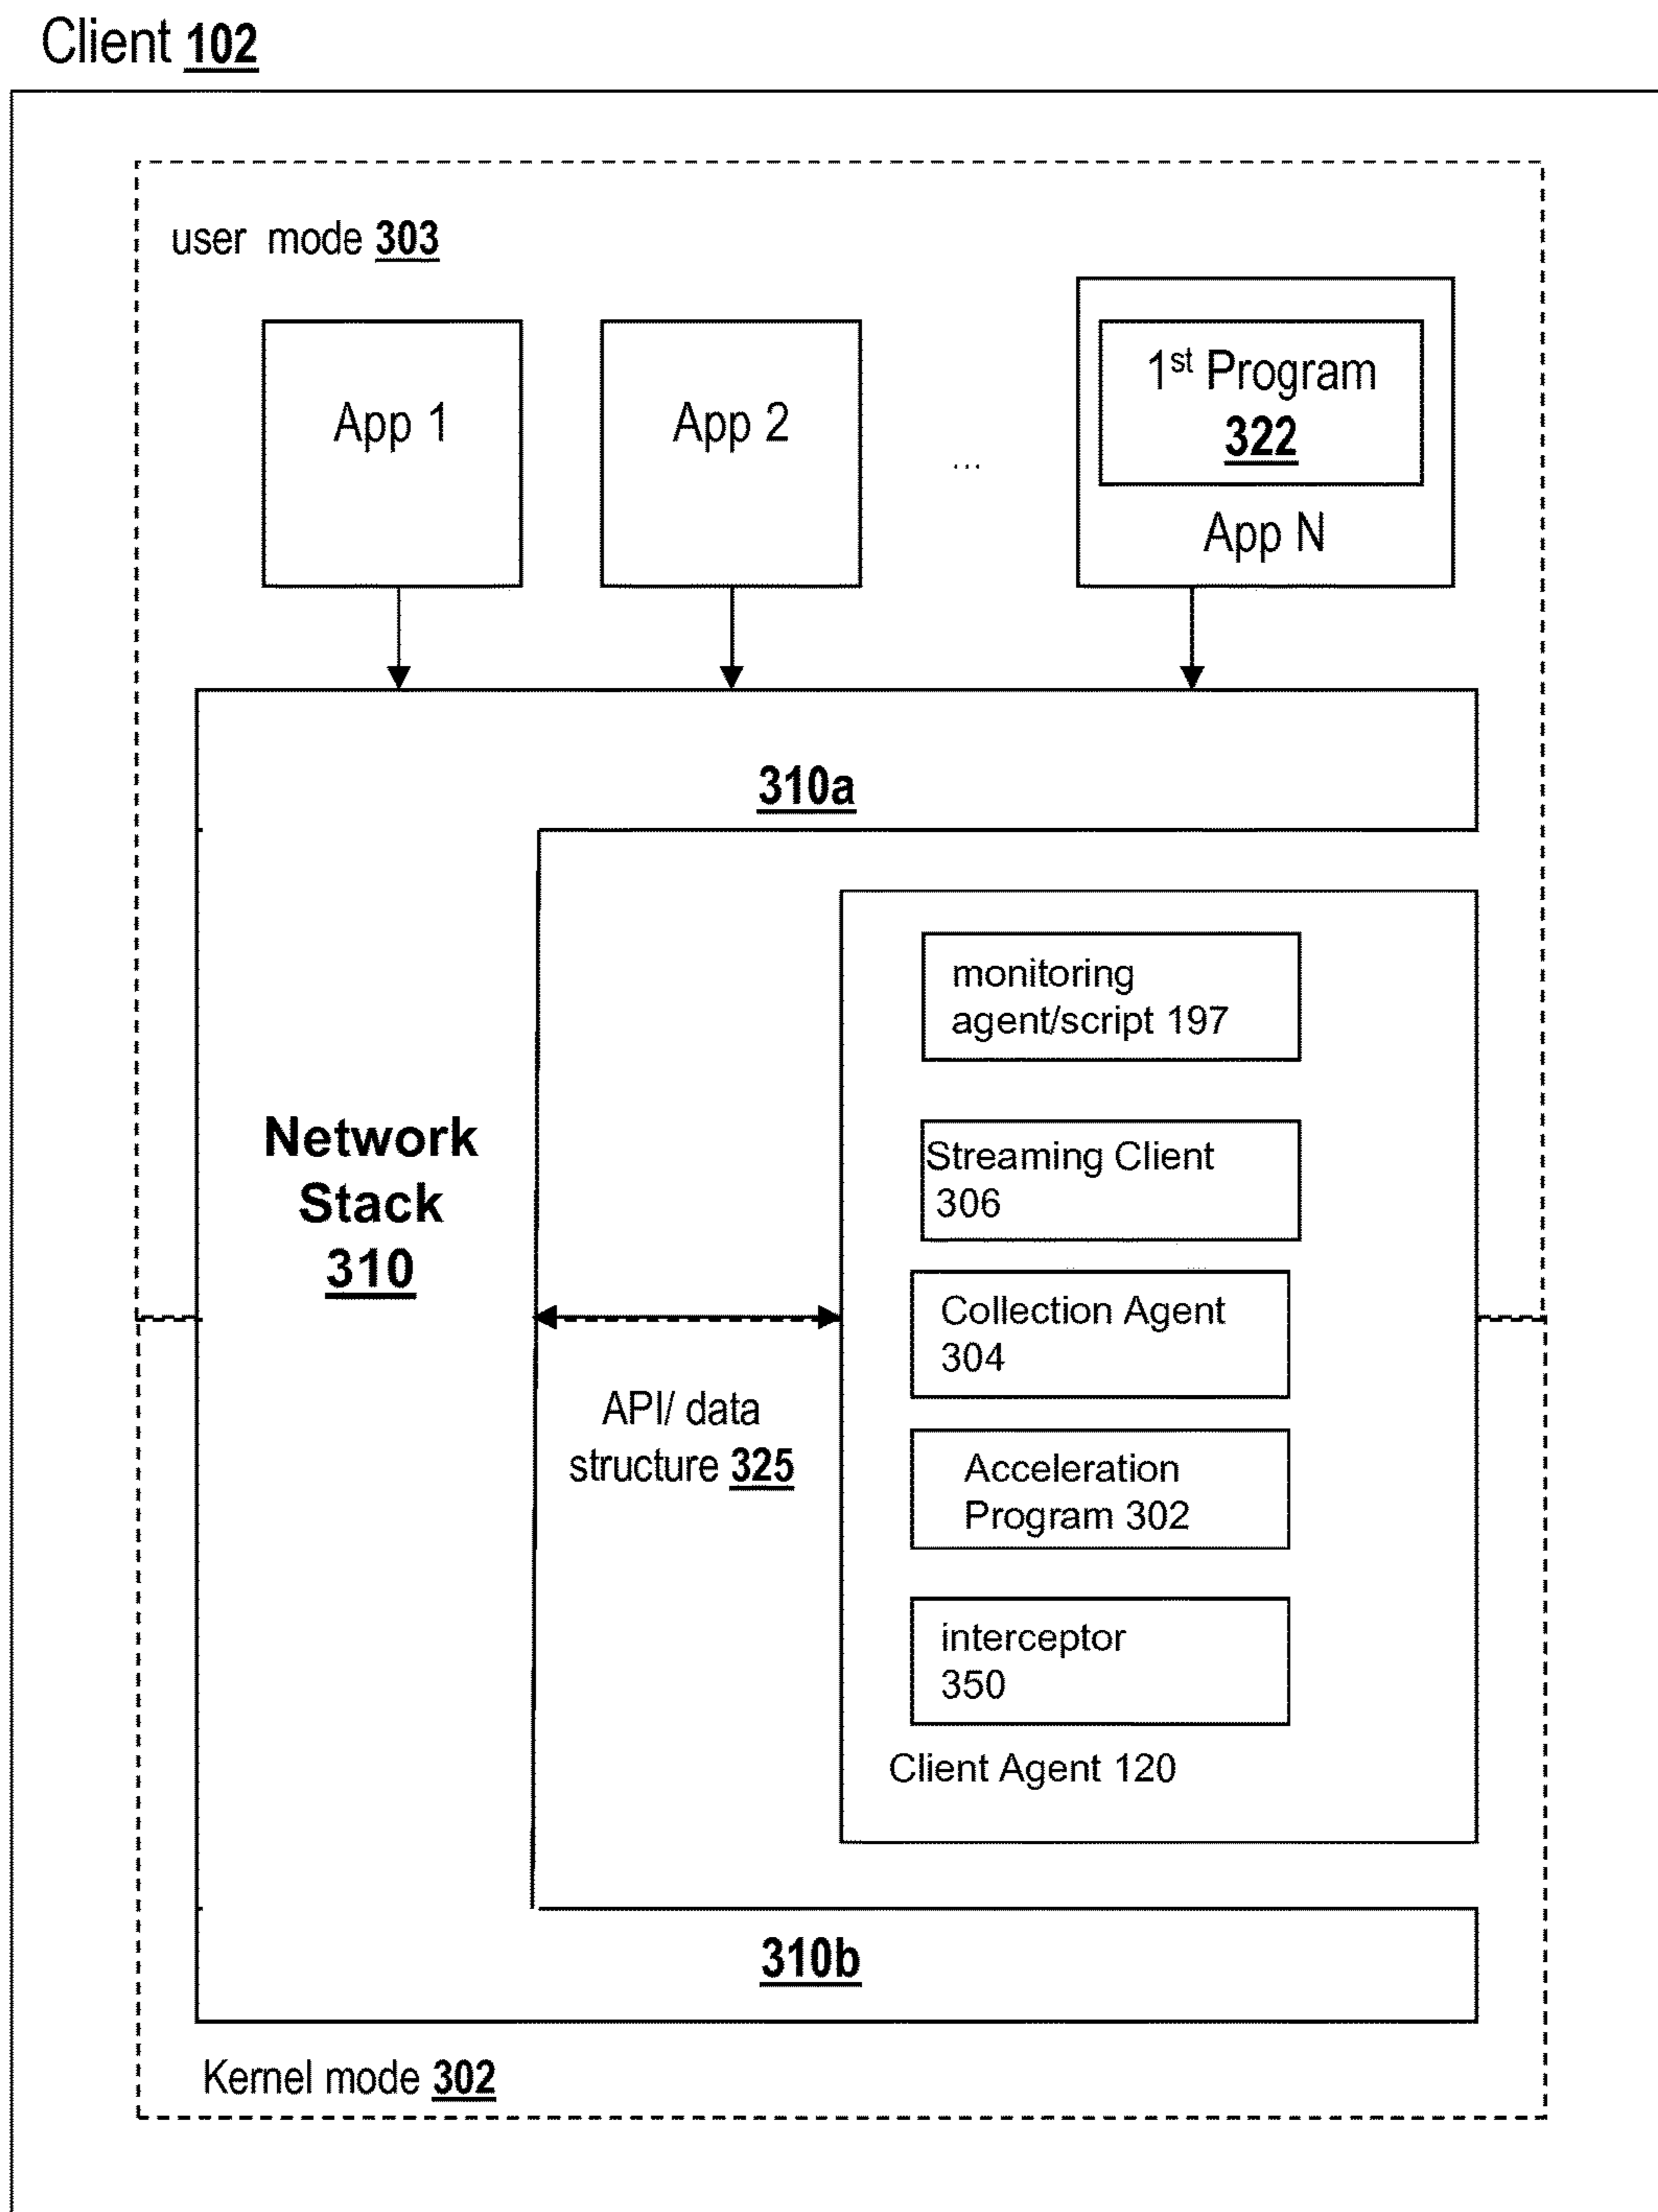 Client 102
user mode 303
App 1
App 2
...
1st Program
322
App N
310a
Network
Stack
310
API/ data
structure 325
monitoring
agent/script 197
Streaming Client
306
Collection Agent
304
Acceleration
Program 302
interceptor
350
Client Agent 120
310b
Kernel mode 302